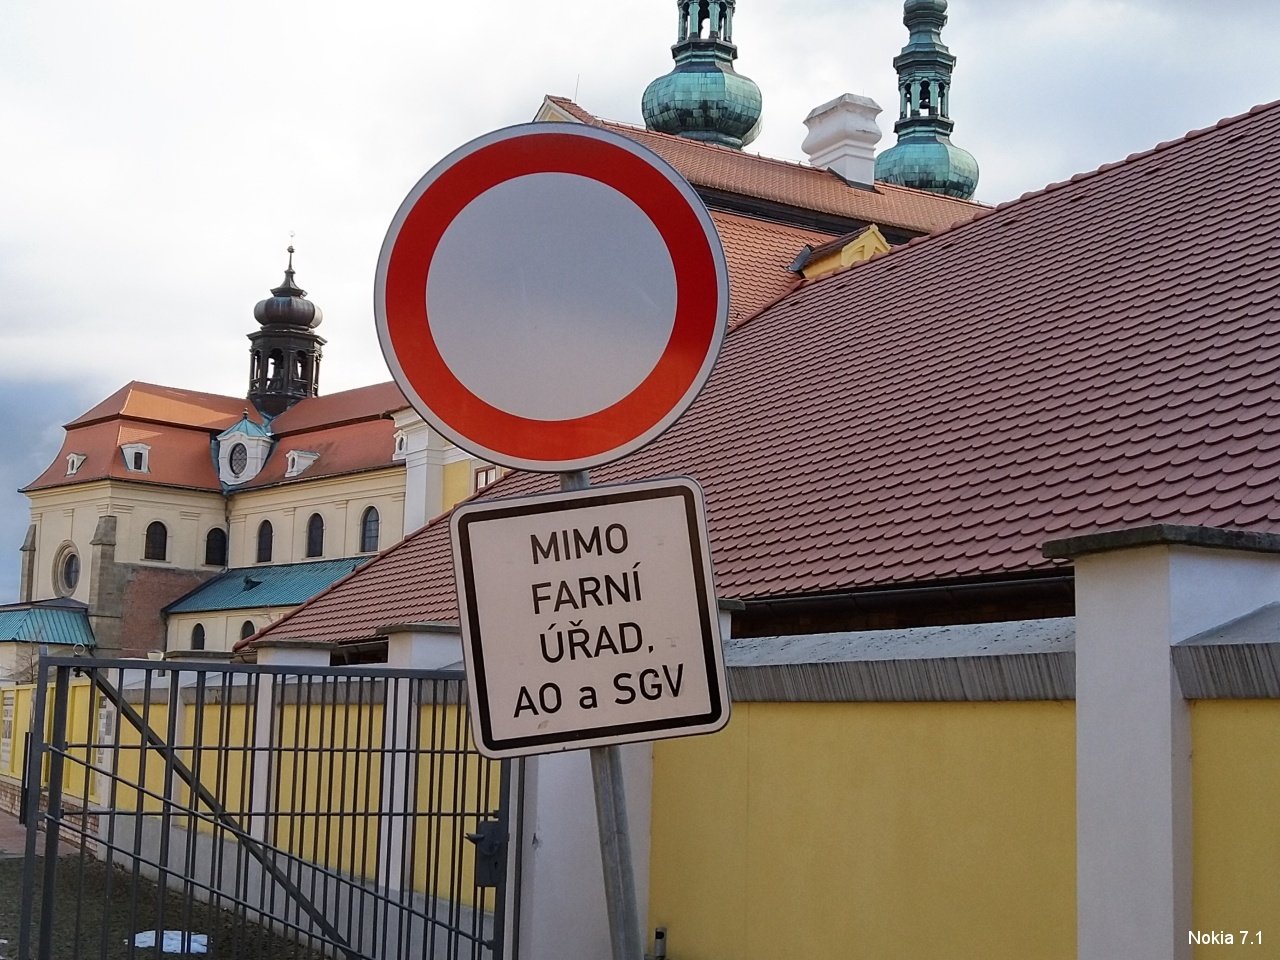 MIMO
FARNÍ
ÚŘAD,
AO a SGV
Nokia 7.1